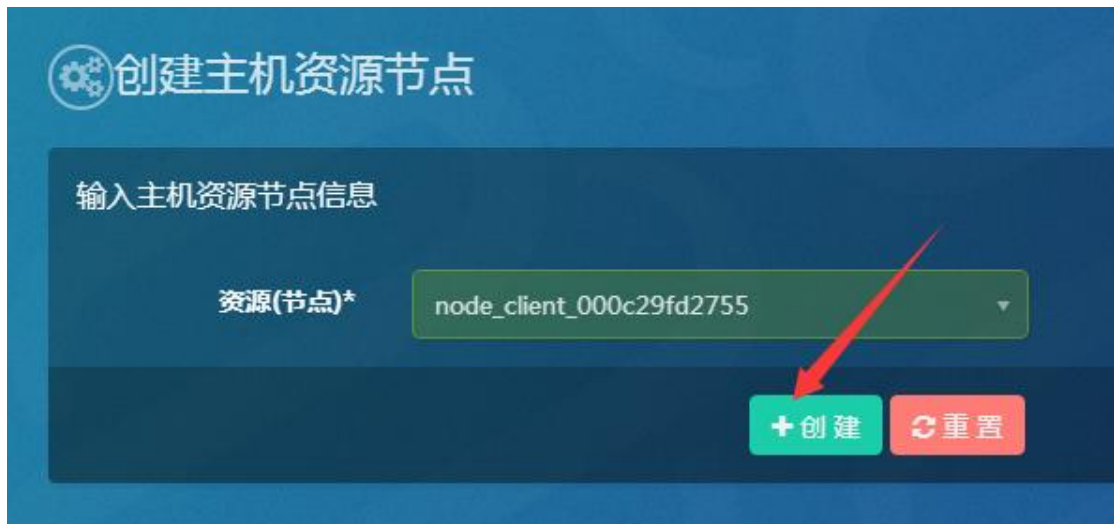 创建主机资源节点
输入主机资源节点信息
资源(节点)*
node_client_000c29fd2755
创建
重置